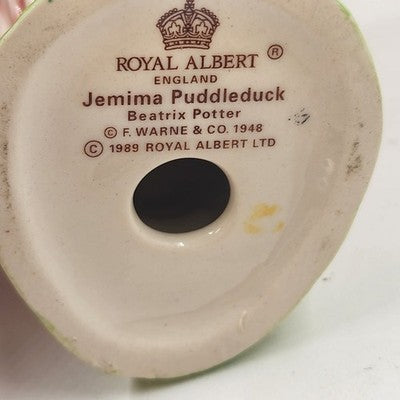 ROYAL ALBERT ®
ENGLAND
Jemima Puddleduck
Beatrix Potter
© F. WARNE & CO. 1948
© 1989 ROYAL ALBERT LTD